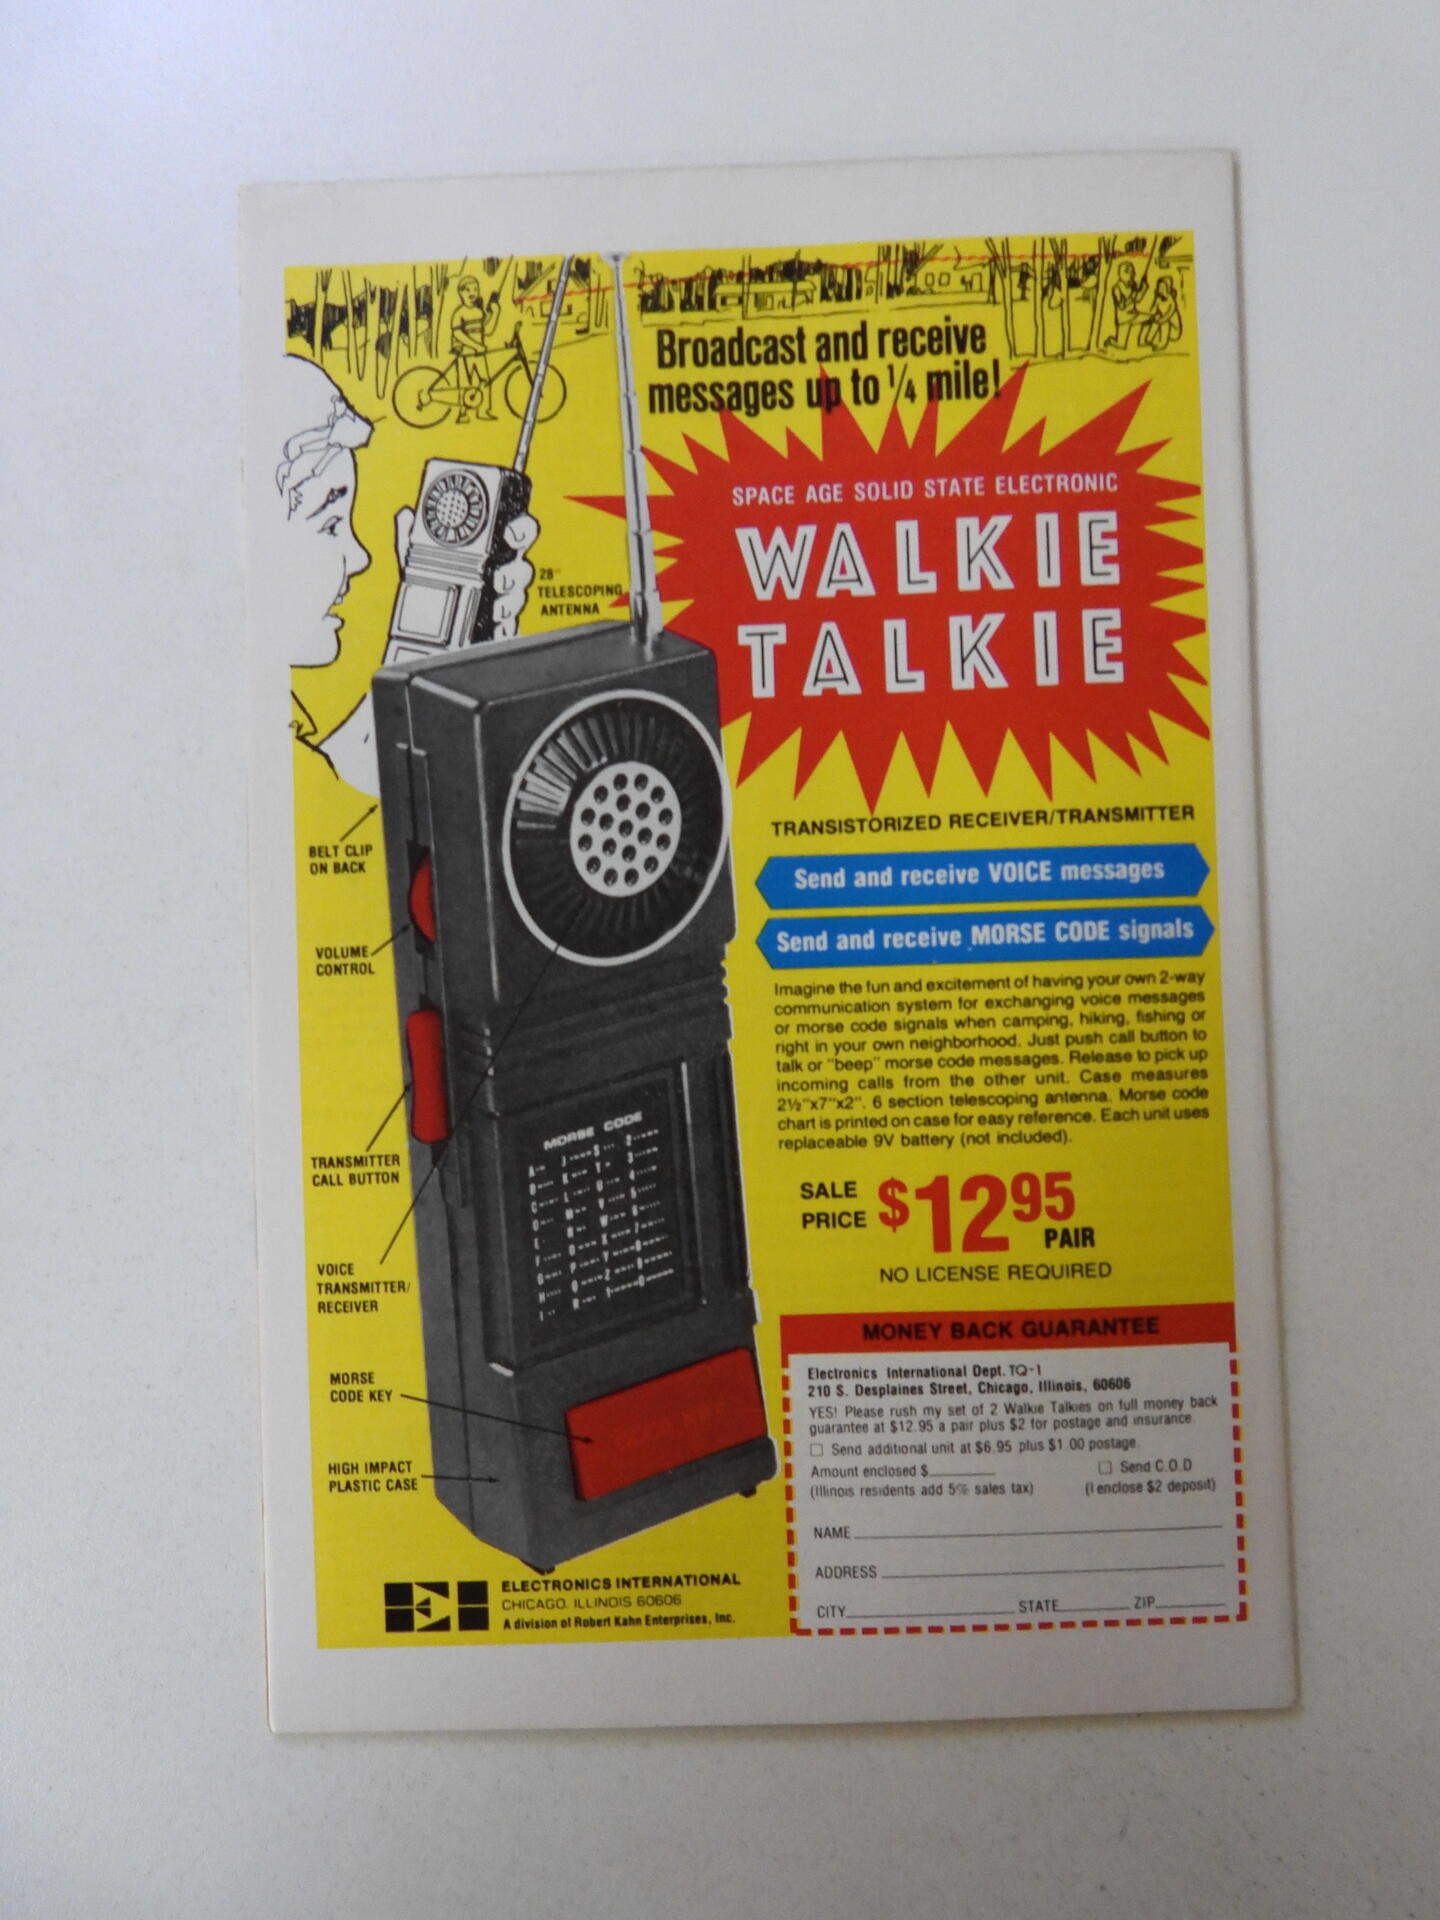 Broadcast and receive
messages up to 1/4 mile!
SPACE AGE SOLID STATE ELECTRONIC
WALKIE
TALKIE
28"
TELESCOPING
ANTENNA
BELT CLIP
ON BACK
VOLUME
CONTROL
TRANSMITTER
CALL BUTTON
VOICE
TRANSMITTER/
RECEIVER
MORSE
CODE KEY
HIGH IMPACT
PLASTIC CASE
MORSE CODE
TRANSISTORIZED RECEIVER/TRANSMITTER
Send and receive VOICE messages
Send and receive MORSE CODE signals
Imagine the fun and excitement of having your own 2-way
communication system for exchanging voice messages
or morse code signals when camping, hiking, fishing or
right in your own neighborhood. Just push call button to
talk or "beep" morse code messages. Release to pick up
incoming calls from the other unit. Case measures
2½"x7"x2". 6 section telescoping antenna. Morse code
chart is printed on case for easy reference. Each unit uses
replaceable 9V battery (not included).
SALE
PRICE $12 95
PAIR
NO LICENSE REQUIRED
MONEY BACK GUARANTEE
Electronics International Dept. TQ-1
210 S. Desplaines Street, Chicago, Illinois, 60606
YES! Please rush my set of 2 Walkie Talkies on full money back
guarantee at $12.95 a pair plus $2 for postage and insurance.
☐ Send additional unit at $6.95 plus $1.00 postage.
Amount enclosed $________ ☐ Send C.O.D
(Illinois residents add 5% sales tax) (I enclose $2 deposit)
NAME
ADDRESS
CITY STATE ZIP
EI
ELECTRONICS INTERNATIONAL
CHICAGO, ILLINOIS 60606
A division of Robert Kahn Enterprises, Inc.